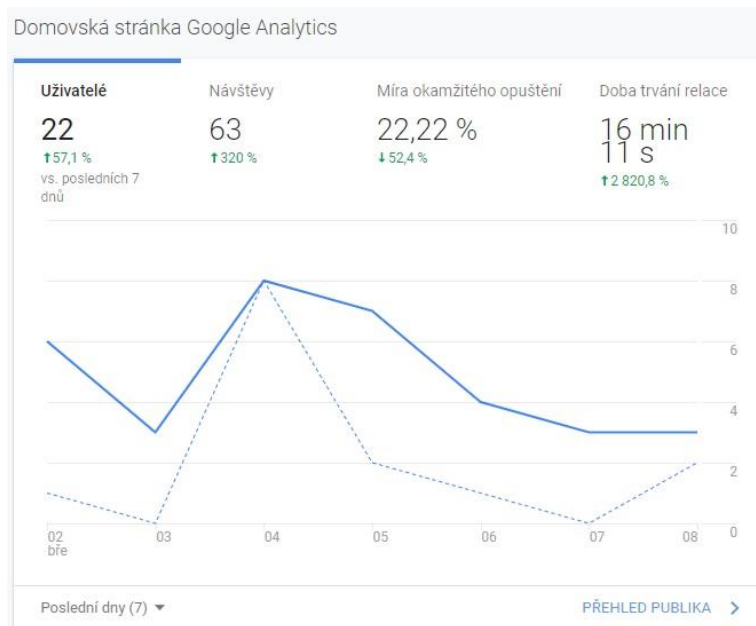 Domovská stránka Google Analytics
Uživatelé
22
↑57,1 %
vs. posledních 7
dnů
Návštěvy
63
↑320 %
Míra okamžitého opuštění
22,22 %
↓52,4 %
Doba trvání relace
16 min
11 s
↑2 820,8 %
10
8
6
4
2
0
02
bře
03
04
05
06
07
08
Poslední dny (7)
PŘEHLED PUBLIKA